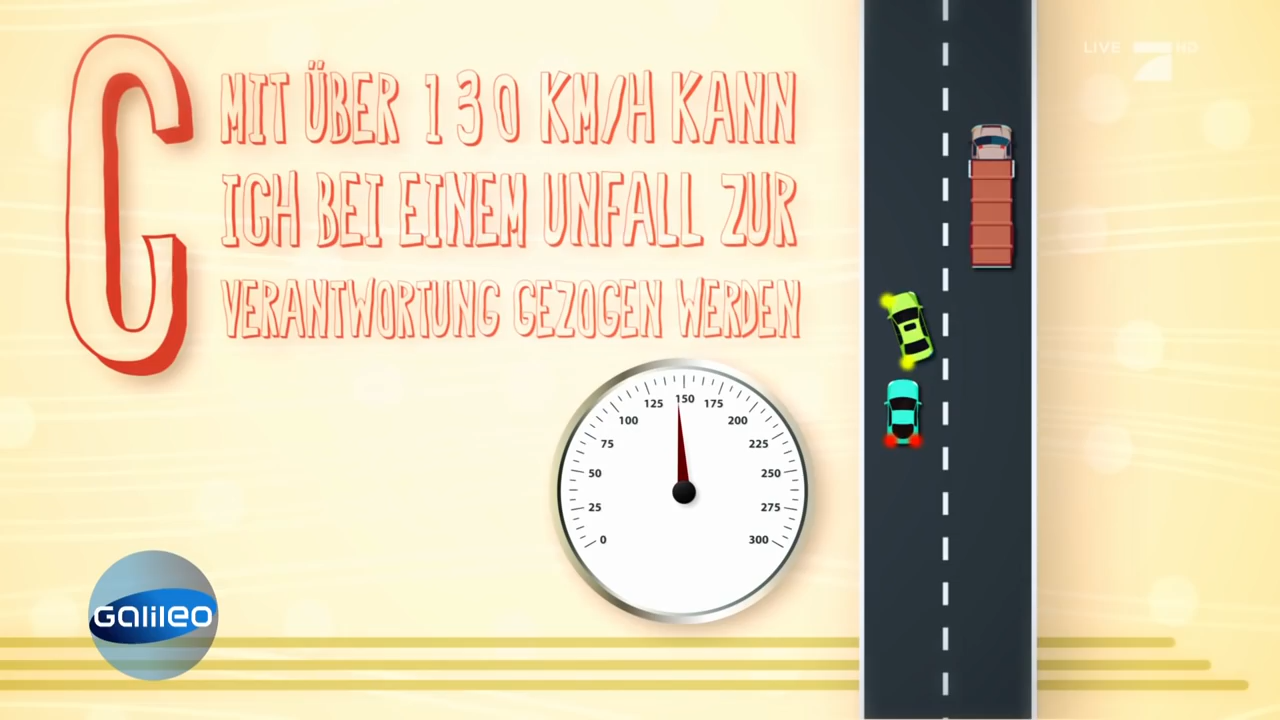 C
MIT ÜBER 130 KM/H KANN
ICH BEI EINEM UNFALL ZUR
VERANTWORTUNG GEZOGEN WERDEN
LIVE HD
0
25
50
75
100
125
150
175
200
225
250
275
300
Galileo